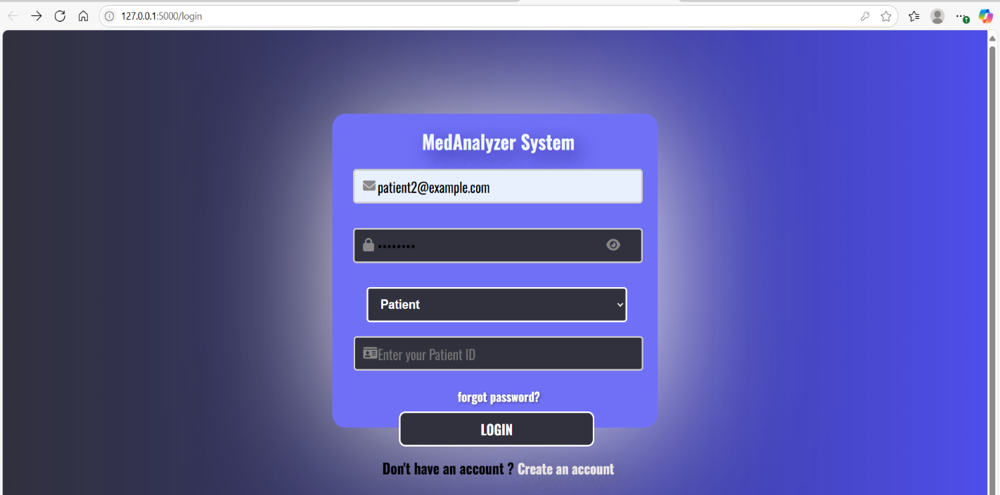 127.0.0.1:5000/login
MedAnalyzer System
patient2@example.com
••••••••
Patient
Enter your Patient ID
forgot password?
LOGIN
Don't have an account ? Create an account